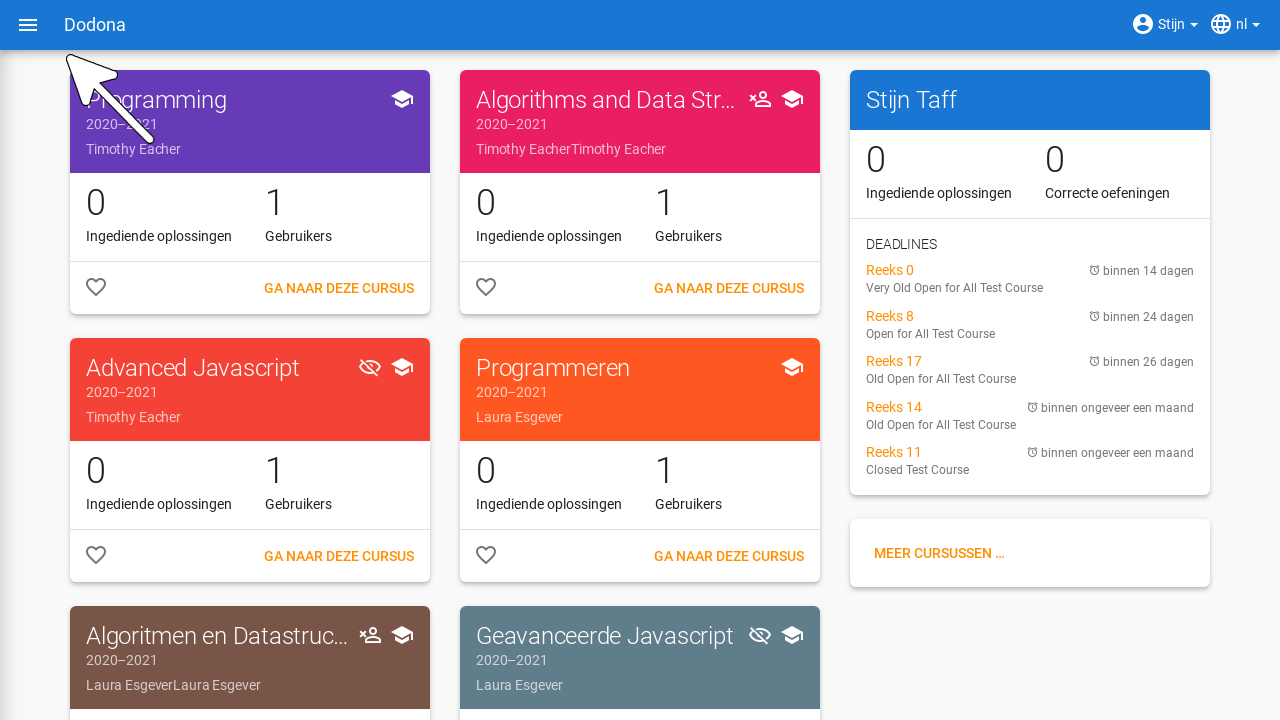 Dodona
Stijn
nl
Programming
2020–2021
Timothy Eacher
0
Ingediende oplossingen
1
Gebruikers
GA NAAR DEZE CURSUS
Algorithms and Data Str...
2020–2021
Timothy EacherTimothy Eacher
0
Ingediende oplossingen
1
Gebruikers
GA NAAR DEZE CURSUS
Advanced Javascript
2020–2021
Timothy Eacher
0
Ingediende oplossingen
1
Gebruikers
GA NAAR DEZE CURSUS
Programmeren
2020–2021
Laura Esgever
0
Ingediende oplossingen
1
Gebruikers
GA NAAR DEZE CURSUS
Algoritmen en Datastruc...
2020–2021
Laura EsgeverLaura Esgever
Geavanceerde Javascript
2020–2021
Laura Esgever
Stijn Taff
0
Ingediende oplossingen
0
Correcte oefeningen
DEADLINES
Reeks 0 binnen 14 dagen
Very Old Open for All Test Course
Reeks 8 binnen 24 dagen
Open for All Test Course
Reeks 17 binnen 26 dagen
Old Open for All Test Course
Reeks 14 binnen ongeveer een maand
Old Open for All Test Course
Reeks 11 binnen ongeveer een maand
Closed Test Course
MEER CURSUSSEN ...